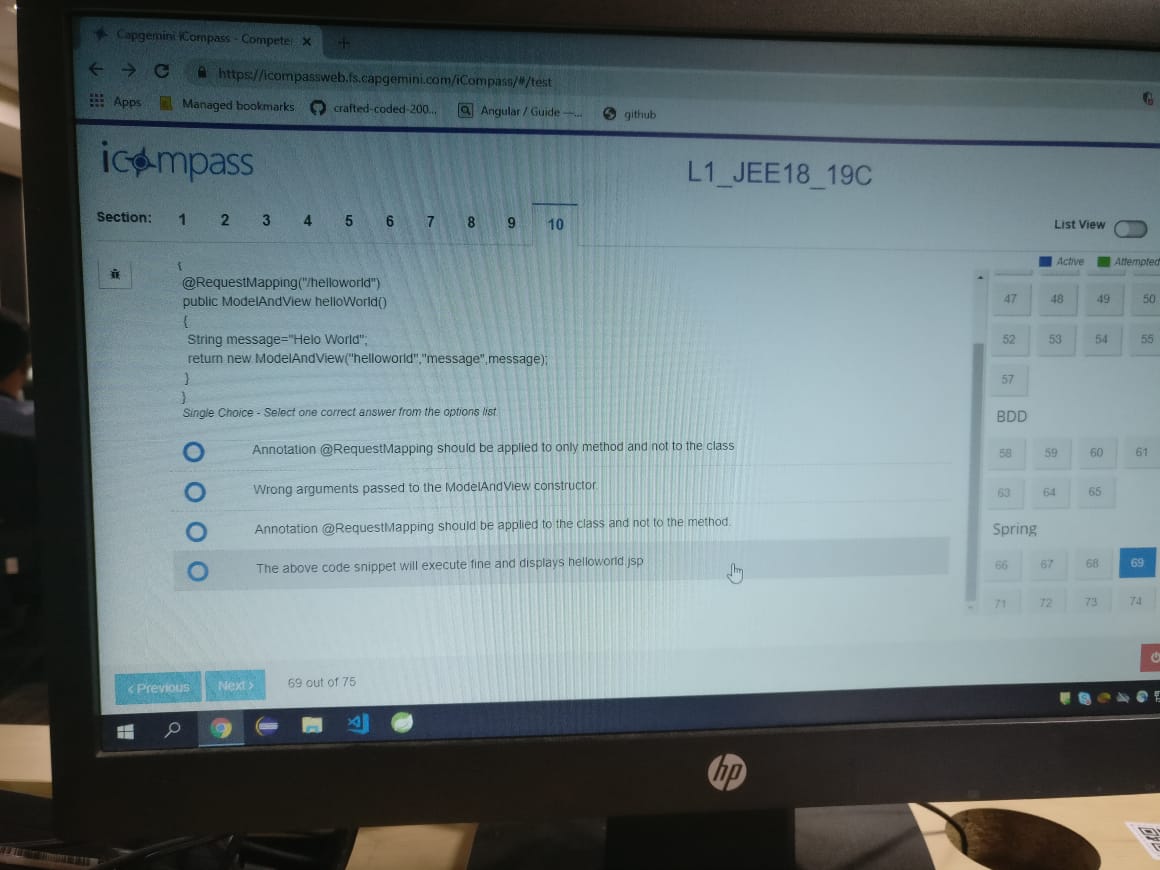 Capgemini iCompass - Competen
https://icompassweb.fs.capgemini.com/iCompass/#/test
Apps Managed bookmarks crafted-coded-200... Angular / Guide —... github
icompass
L1_JEE18_19C
Section: 1 2 3 4 5 6 7 8 9 10
List View
Active Attempted
{
@RequestMapping("/helloworld")
public ModelAndView helloWorld()
{
String message="Helo World";
return new ModelAndView("helloworld","message",message);
}
}
Single Choice - Select one correct answer from the options list
Annotation @RequestMapping should be applied to only method and not to the class
Wrong arguments passed to the ModelAndView constructor.
Annotation @RequestMapping should be applied to the class and not to the method.
The above code snippet will execute fine and displays helloworld.jsp
47 48 49 50
52 53 54 55
57
BDD
58 59 60 61
63 64 65
Spring
66 67 68 69
71 72 73 74
< Previous Next > 69 out of 75
hp